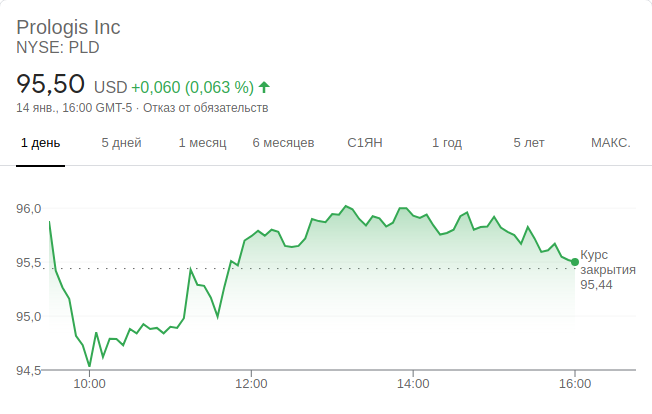 Prologis Inc
NYSE: PLD
95,50 USD +0,060 (0,063 %)
14 янв., 16:00 GMT-5 · Отказ от обязательств
1 день 5 дней 1 месяц 6 месяцев С1ЯН 1 год 5 лет МАКС.
96,0
95,5
95,0
94,5
Курс
закрытия
95,44
10:00 12:00 14:00 16:00